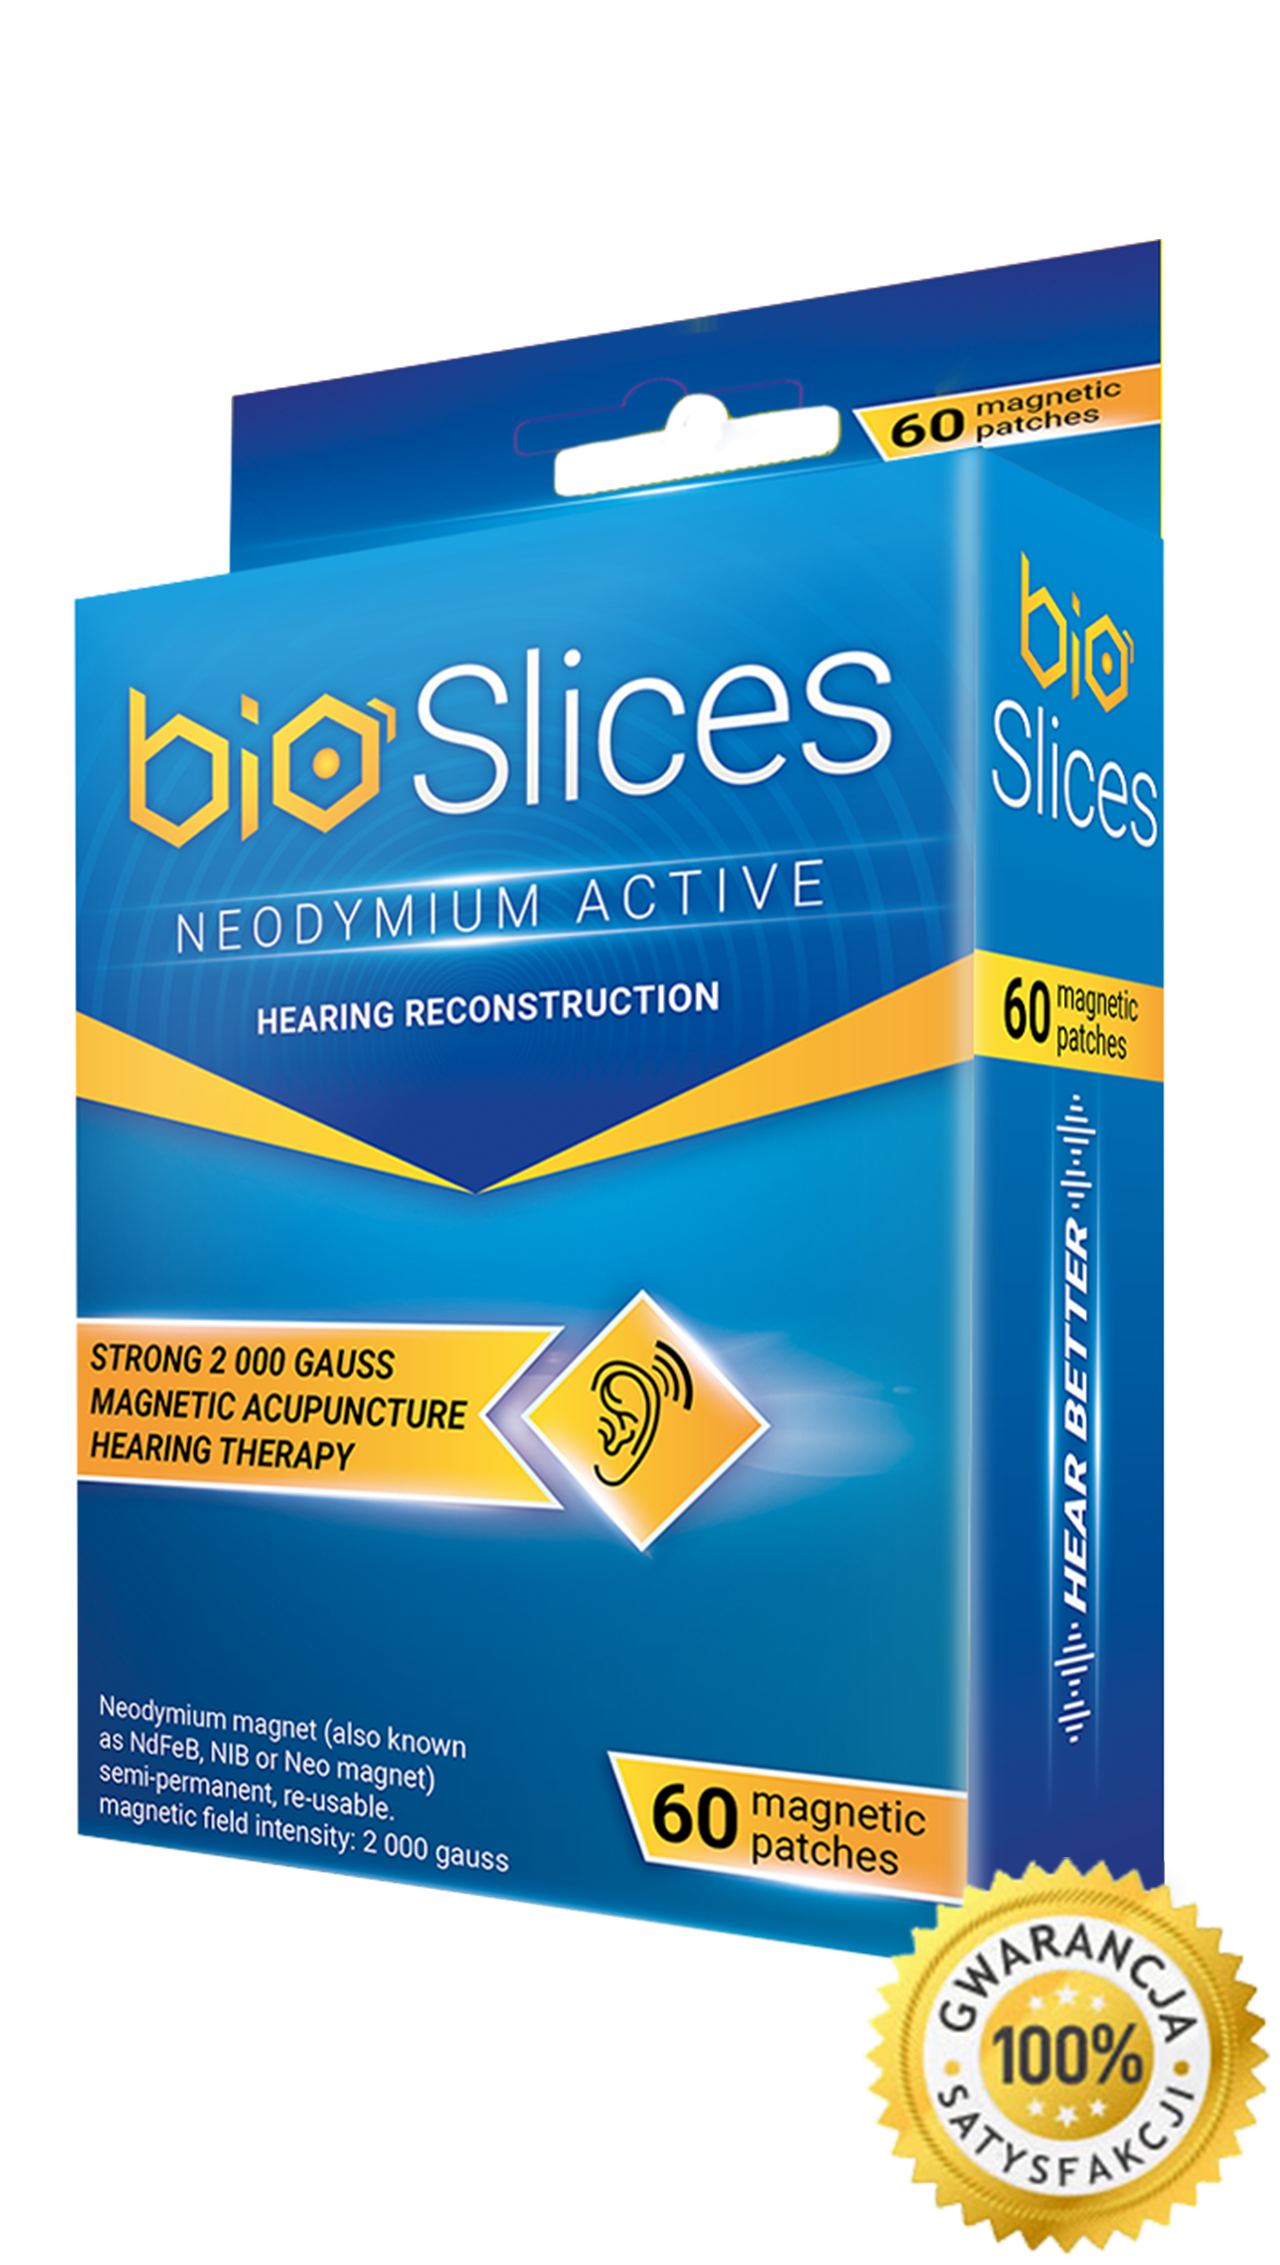 60 magnetic
patches
bio Slices
NEODYMIUM ACTIVE
HEARING RECONSTRUCTION
STRONG 2 000 GAUSS
MAGNETIC ACUPUNCTURE
HEARING THERAPY
Neodymium magnet (also known
as NdFeB, NIB or Neo magnet)
semi-permanent, re-usable.
magnetic field intensity: 2 000 gauss
60 magnetic
patches
bio
Slices
60 magnetic
patches
HEAR BETTER
GWARANCJA
100%
SATYSFAKCJI